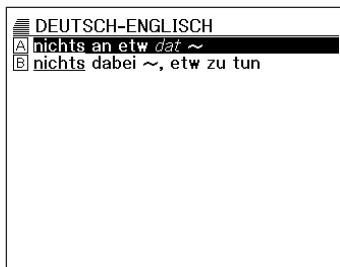 DEUTSCH-ENGLISCH
A nichts an etw dat ~
B nichts dabei ~, etw zu tun